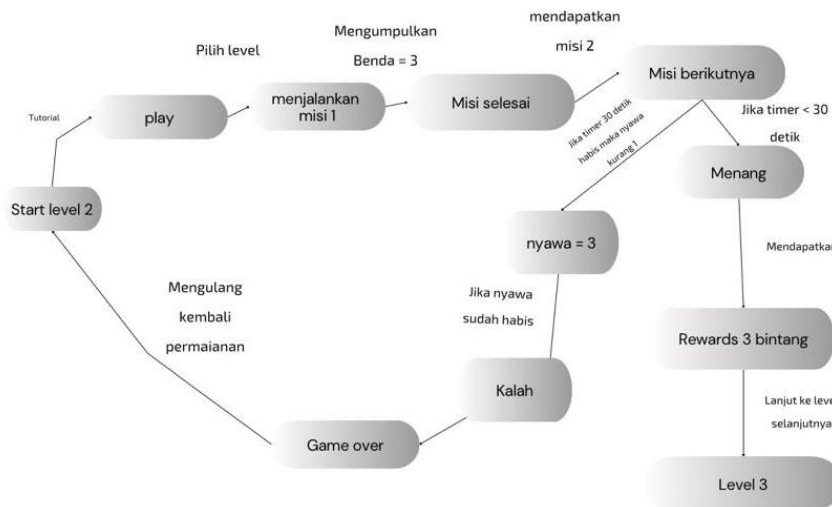 Pilih level
Mengumpulkan
Benda = 3
mendapatkan
misi 2
Tutorial
play
menjalankan
misi 1
Misi selesai
Misi berikutnya
Jika timer 30 detik
habis maka nyawa
kurang 1
Jika timer < 30
detik
Menang
Start level 2
nyawa = 3
Mendapatkan
Mengulang
kembali
permaianan
Jika nyawa
sudah habis
Rewards 3 bintang
Kalah
Lanjut ke leve
selanjutnya
Game over
Level 3